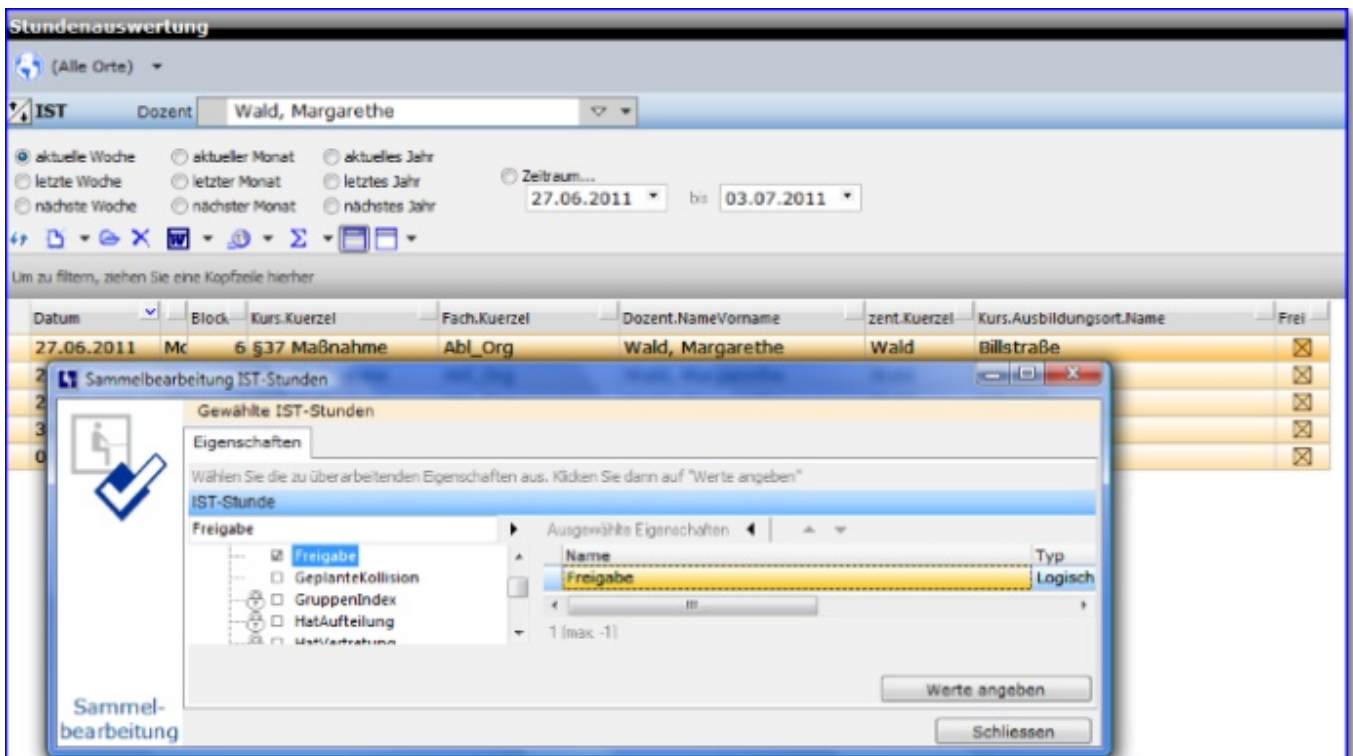 Stundenauswertung
(Alle Orte)
IST Dozent Wald, Margarethe
aktuelle Woche aktueller Monat aktuelles Jahr
letzte Woche letzter Monat letztes Jahr Zeitraum...
27.06.2011 bis 03.07.2011
nächste Woche nächster Monat nächstes Jahr
Um zu filtern, ziehen Sie eine Kopfzeile hierher
Datum Block Kurs.Kuerzel Fach.Kuerzel Dozent.NameVorname zent.Kuerzel Kurs.Ausbildungsort.Name Frei
27.06.2011 Mo 6 §37 Maßnahme Abl_Org Wald, Margarethe Wald Billstraße
2
2
3
0
Sammelbearbeitung IST-Stunden
Gewählte IST-Stunden
Eigenschaften
Wählen Sie die zu überarbeitenden Eigenschaften aus. Klicken Sie dann auf "Werte angeben"
IST-Stunde
Freigabe Ausgewählte Eigenschaften
Freigabe Name Typ
GeplanteKollision Freigabe Logisch
GruppenIndex
HatAufteilung
HatVertretung 1 (max. -1)
Werte angeben
Sammel-
bearbeitung
Schliessen